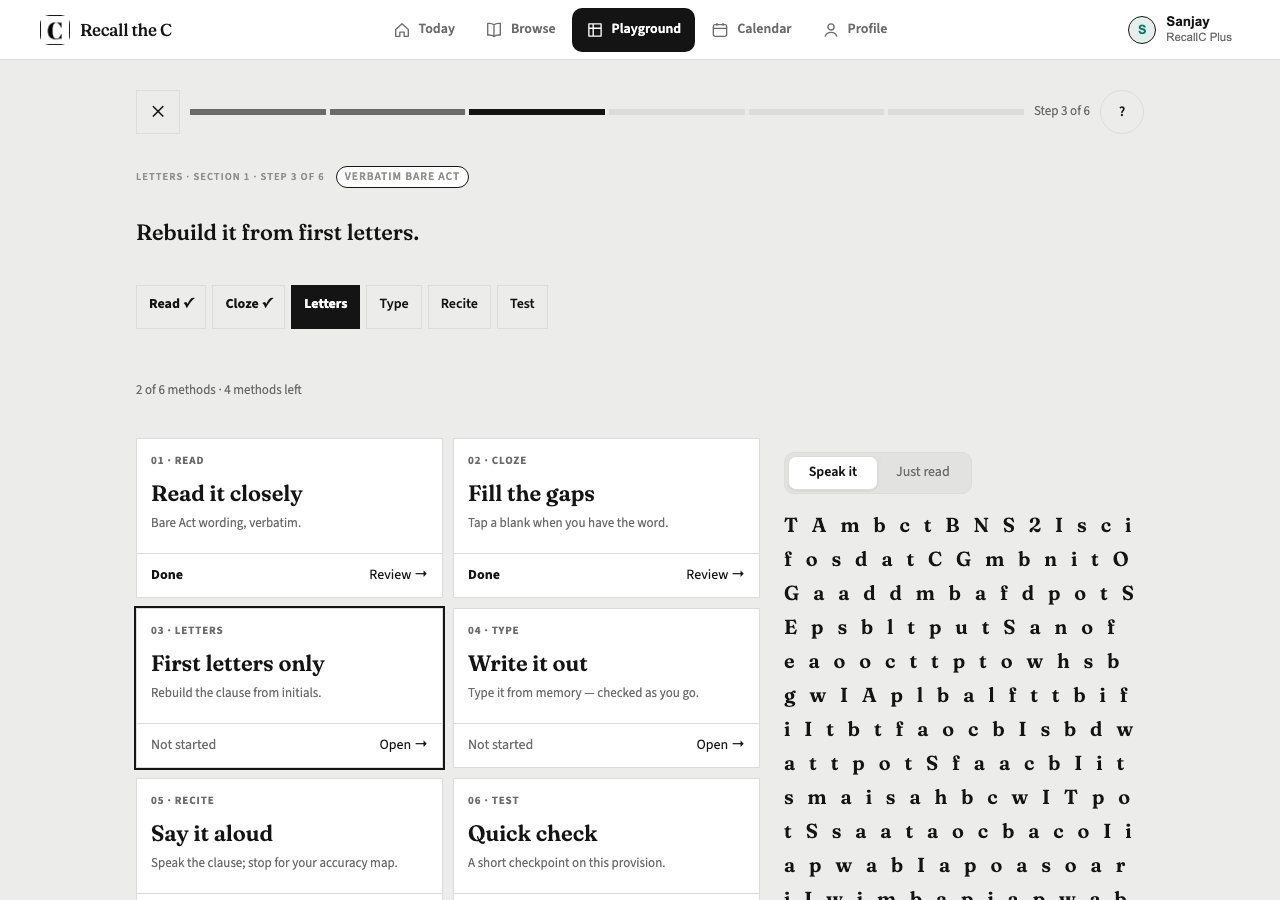 C Recall the C
Today Browse Playground Calendar Profile
S Sanjay
RecallC Plus
Step 3 of 6 ?
LETTERS · SECTION 1 · STEP 3 OF 6 VERBATIM BARE ACT
Rebuild it from first letters.
Read ✓ Cloze ✓ Letters Type Recite Test
2 of 6 methods · 4 methods left
01 · READ
Read it closely
Bare Act wording, verbatim.
Done Review →
02 · CLOZE
Fill the gaps
Tap a blank when you have the word.
Done Review →
03 · LETTERS
First letters only
Rebuild the clause from initials.
Not started Open →
04 · TYPE
Write it out
Type it from memory — checked as you go.
Not started Open →
05 · RECITE
Say it aloud
Speak the clause; stop for your accuracy map.
06 · TEST
Quick check
A short checkpoint on this provision.
Speak it Just read
T A m b c t B N S 2 I s c i
f o s d a t C G m b n i t O
G a a d d m b a f d p o t S
E p s b l t p u t S a n o f
e a o o c t t p t o w h s b
g w I A p l b a l f t t b i f
i I t b t f a o c b I s b d w
a t t p o t S f a a c b I i t
s m a i s a h b c w I T p o
t S s a a t a o c b a c o I i
a p w a b I a p o a s o a r
i I w i m b a p i a p w a b